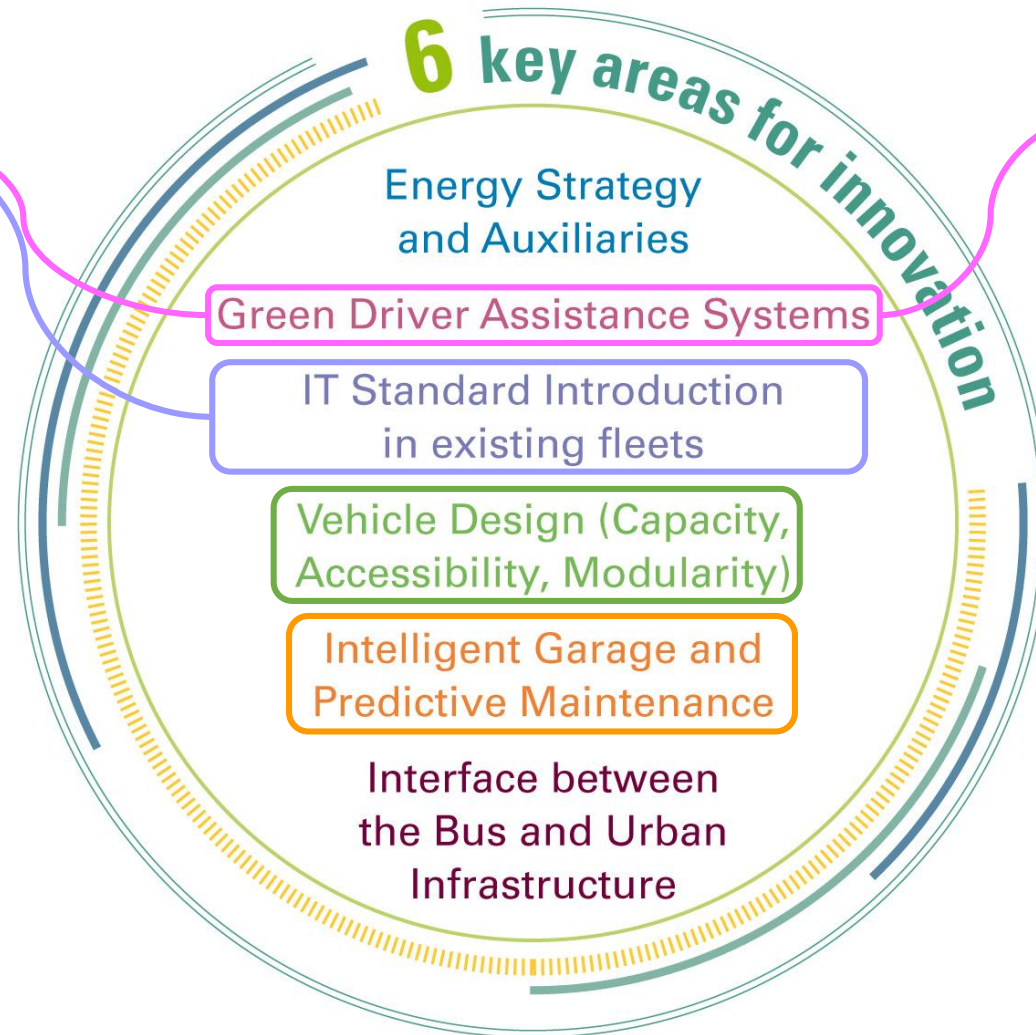 6 key areas for innovation
Energy Strategy
and Auxiliaries
Green Driver Assistance Systems
IT Standard Introduction
in existing fleets
Vehicle Design (Capacity,
Accessibility, Modularity)
Intelligent Garage and
Predictive Maintenance
Interface between
the Bus and Urban
Infrastructure